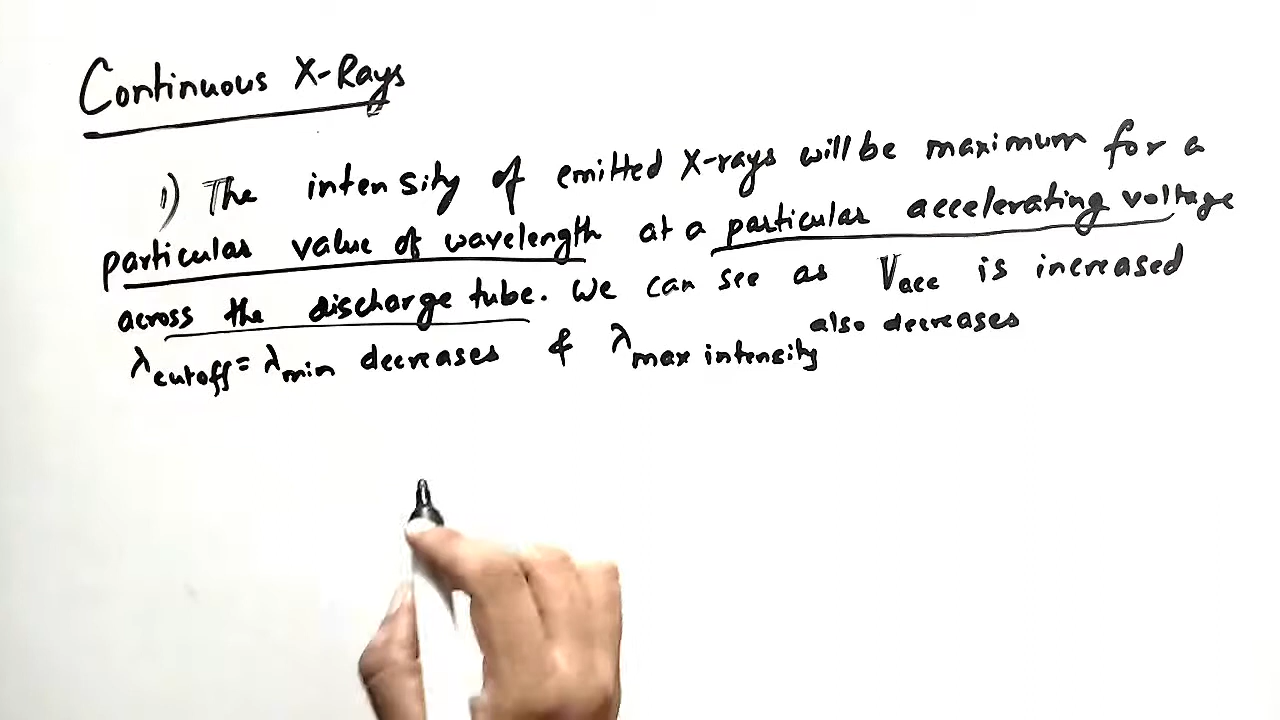 Continuous X-Rays
1) The intensity of emitted X-rays will be maximum for a
particular value of wavelength at a particular accelerating voltage
across the discharge tube. We can see as Vacc is increased
λcutoff = λmin decreases & λmax intensity also decreases